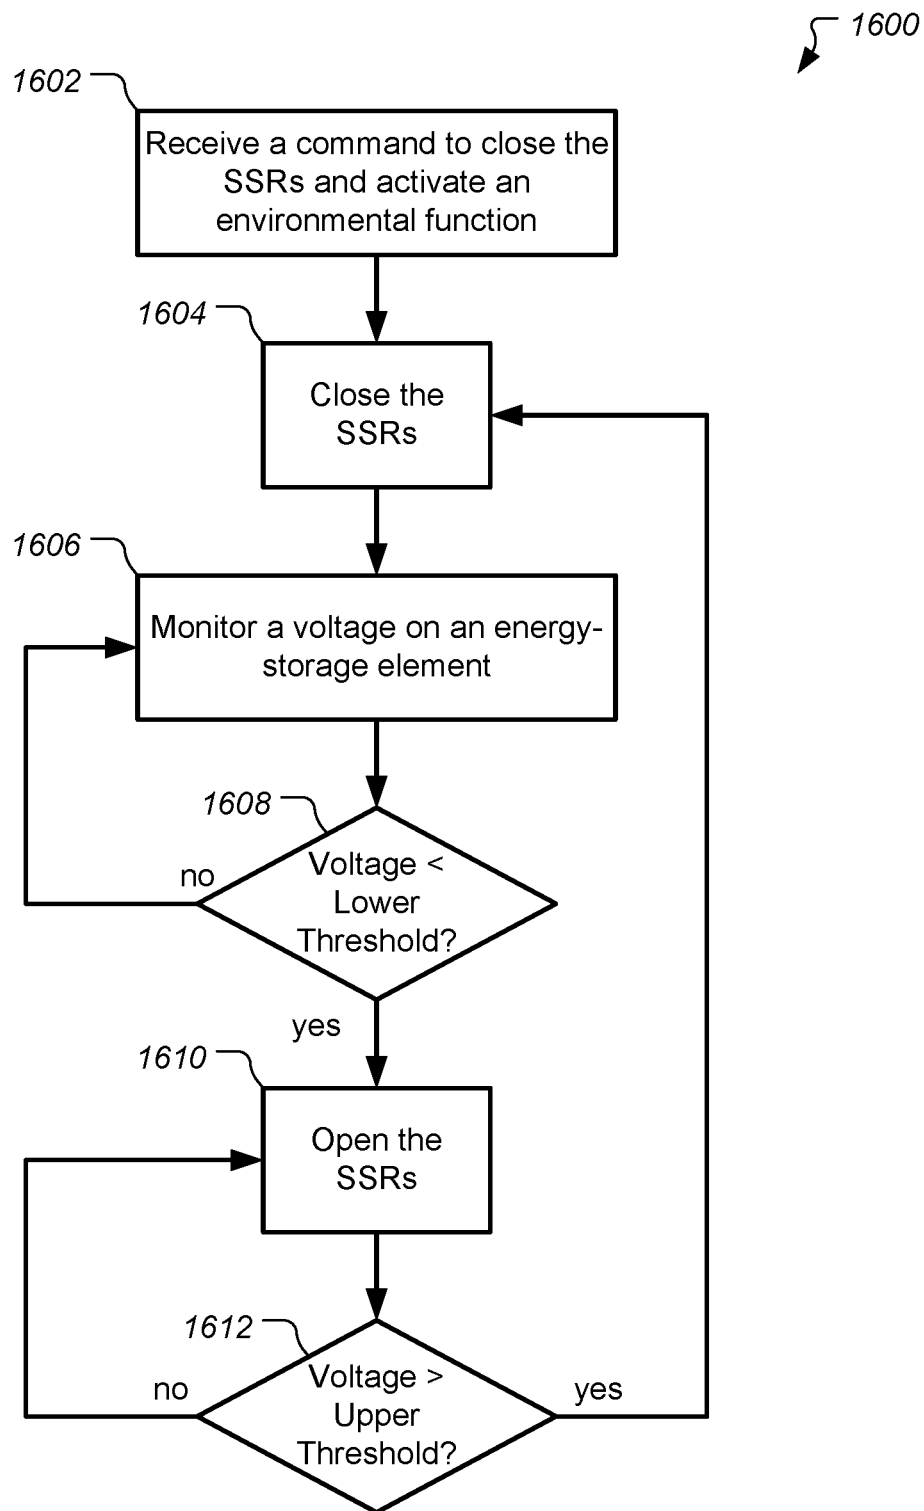 1600
1602
Receive a command to close the
SSRs and activate an
environmental function
1604
Close the
SSRs
1606
Monitor a voltage on an energy-
storage element
1608
no
Voltage <
Lower
Threshold?
yes
1610
Open the
SSRs
1612
no
Voltage >
Upper
Threshold?
yes